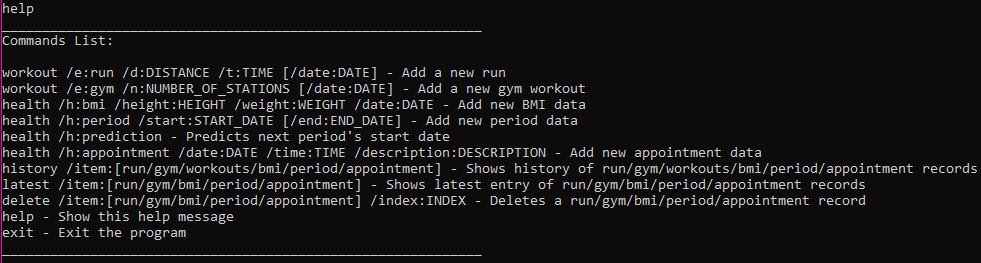 help
____________________________________________________________
Commands List:
workout /e:run /d:DISTANCE /t:TIME [/date:DATE] - Add a new run
workout /e:gym /n:NUMBER_OF_STATIONS [/date:DATE] - Add a new gym workout
health /h:bmi /height:HEIGHT /weight:WEIGHT /date:DATE - Add new BMI data
health /h:period /start:START_DATE [/end:END_DATE] - Add new period data
health /h:prediction - Predicts next period's start date
health /h:appointment /date:DATE /time:TIME /description:DESCRIPTION - Add new appointment data
history /item:[run/gym/workouts/bmi/period/appointment] - Shows history of run/gym/workouts/bmi/period/appointment records
latest /item:[run/gym/bmi/period/appointment] - Shows latest entry of run/gym/bmi/period/appointment records
delete /item:[run/gym/bmi/period/appointment] /index:INDEX - Deletes a run/gym/bmi/period/appointment record
help - Show this help message
exit - Exit the program
____________________________________________________________